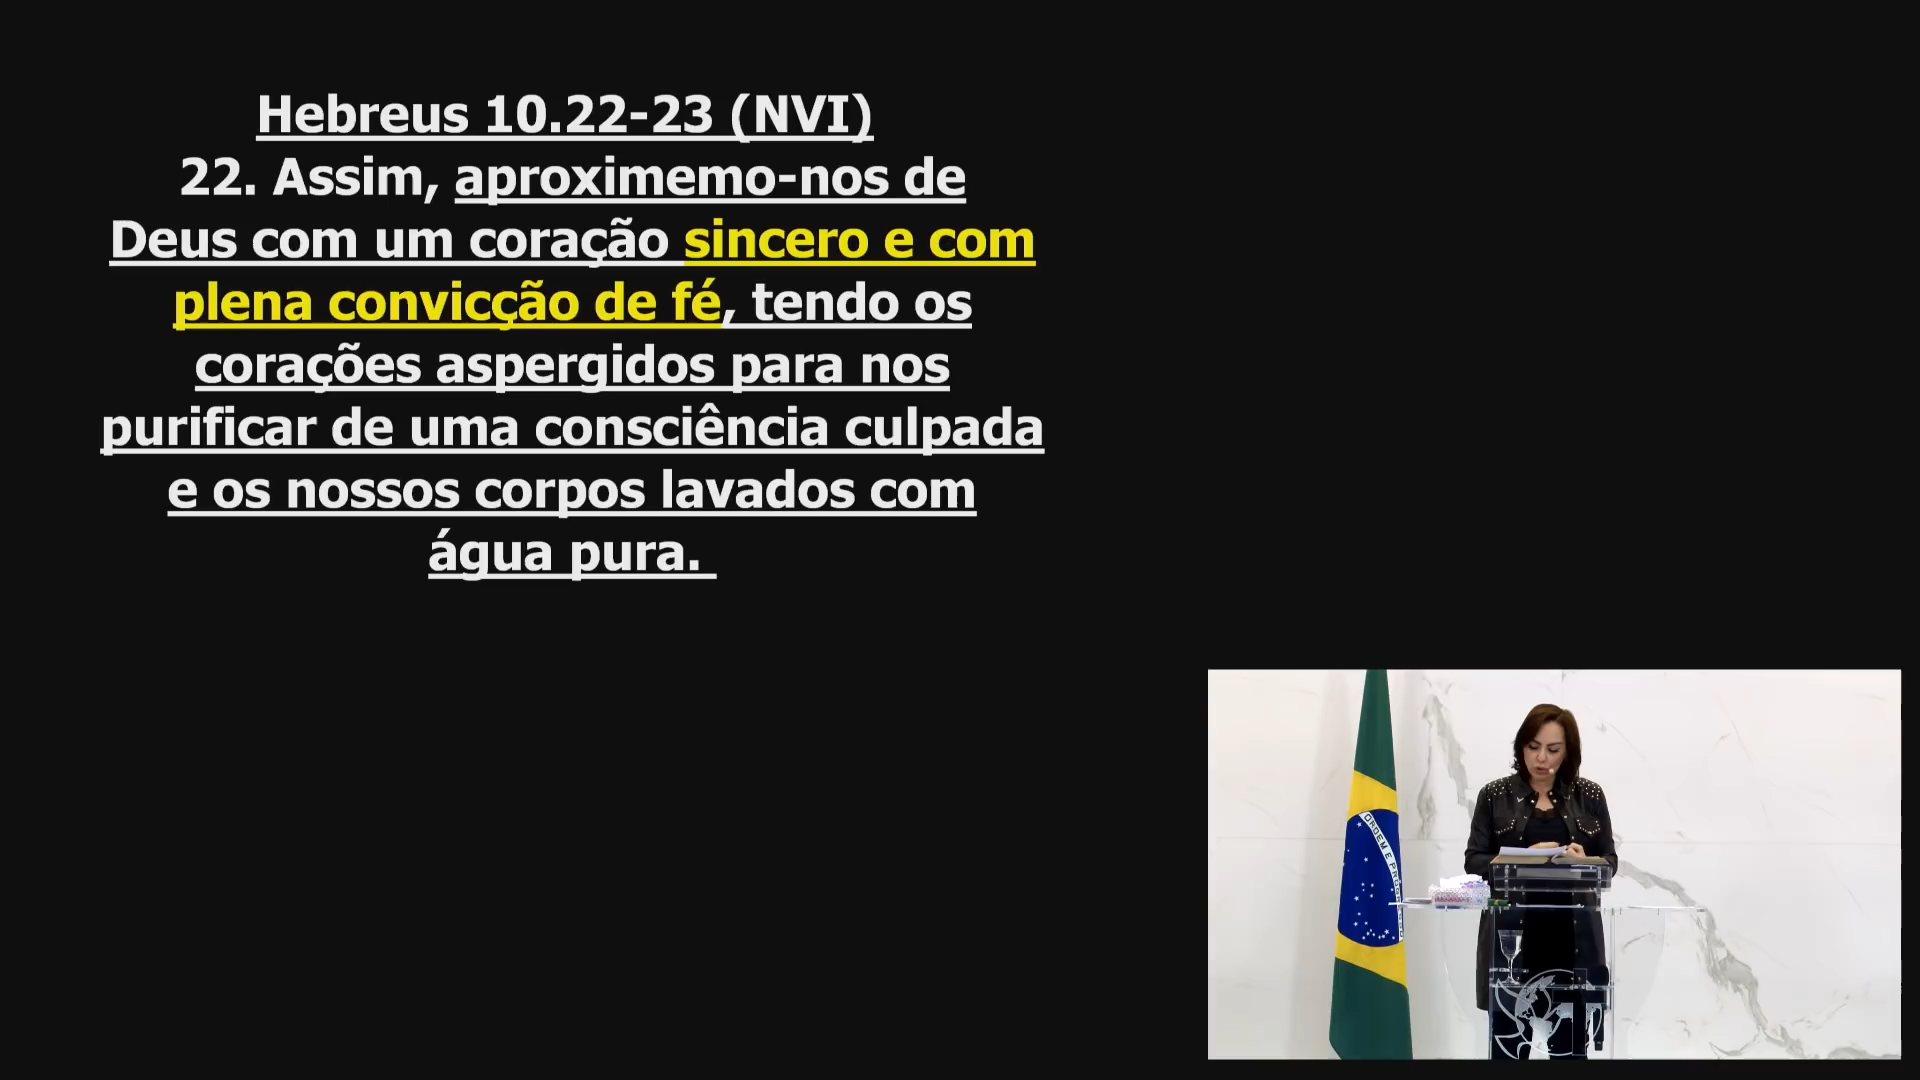 Hebreus 10.22-23 (NVI)
22. Assim, aproximemo-nos de
Deus com um coração sincero e com
plena convicção de fé, tendo os
corações aspergidos para nos
purificar de uma consciência culpada
e os nossos corpos lavados com
água pura.
ORDEM E PROG